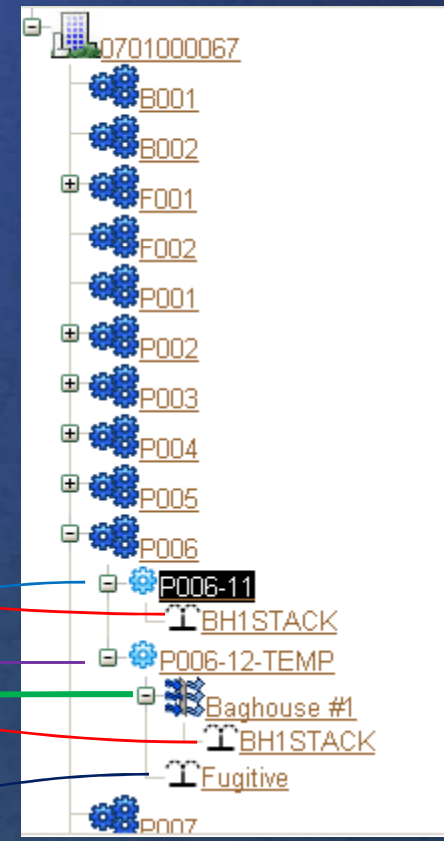 0701000067
B001
B002
F001
F002
P001
P002
P003
P004
P005
P006
P006-11
BH1STACK
P006-12-TEMP
Baghouse #1
BH1STACK
Fugitive
P007